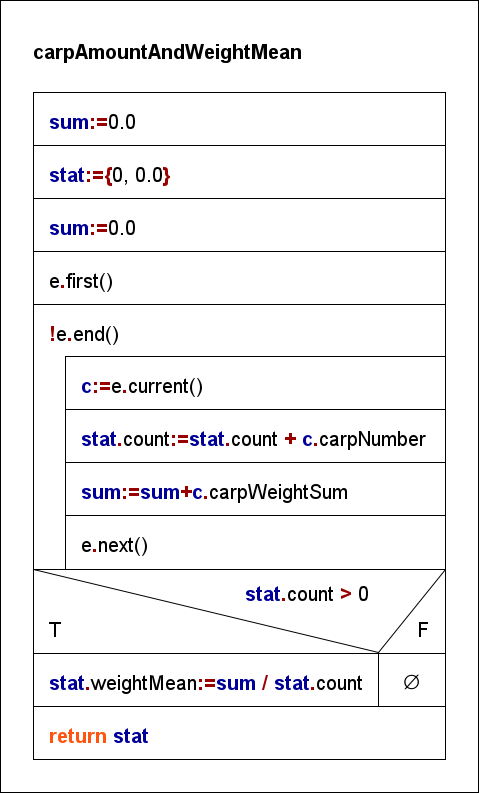 carpAmountAndWeightMean
sum:=0.0
stat:={0, 0.0}
sum:=0.0
e.first()
!e.end()
c:=e.current()
stat.count:=stat.count + c.carpNumber
sum:=sum+c.carpWeightSum
e.next()
stat.count > 0
T F
stat.weightMean:=sum / stat.count ∅
return stat